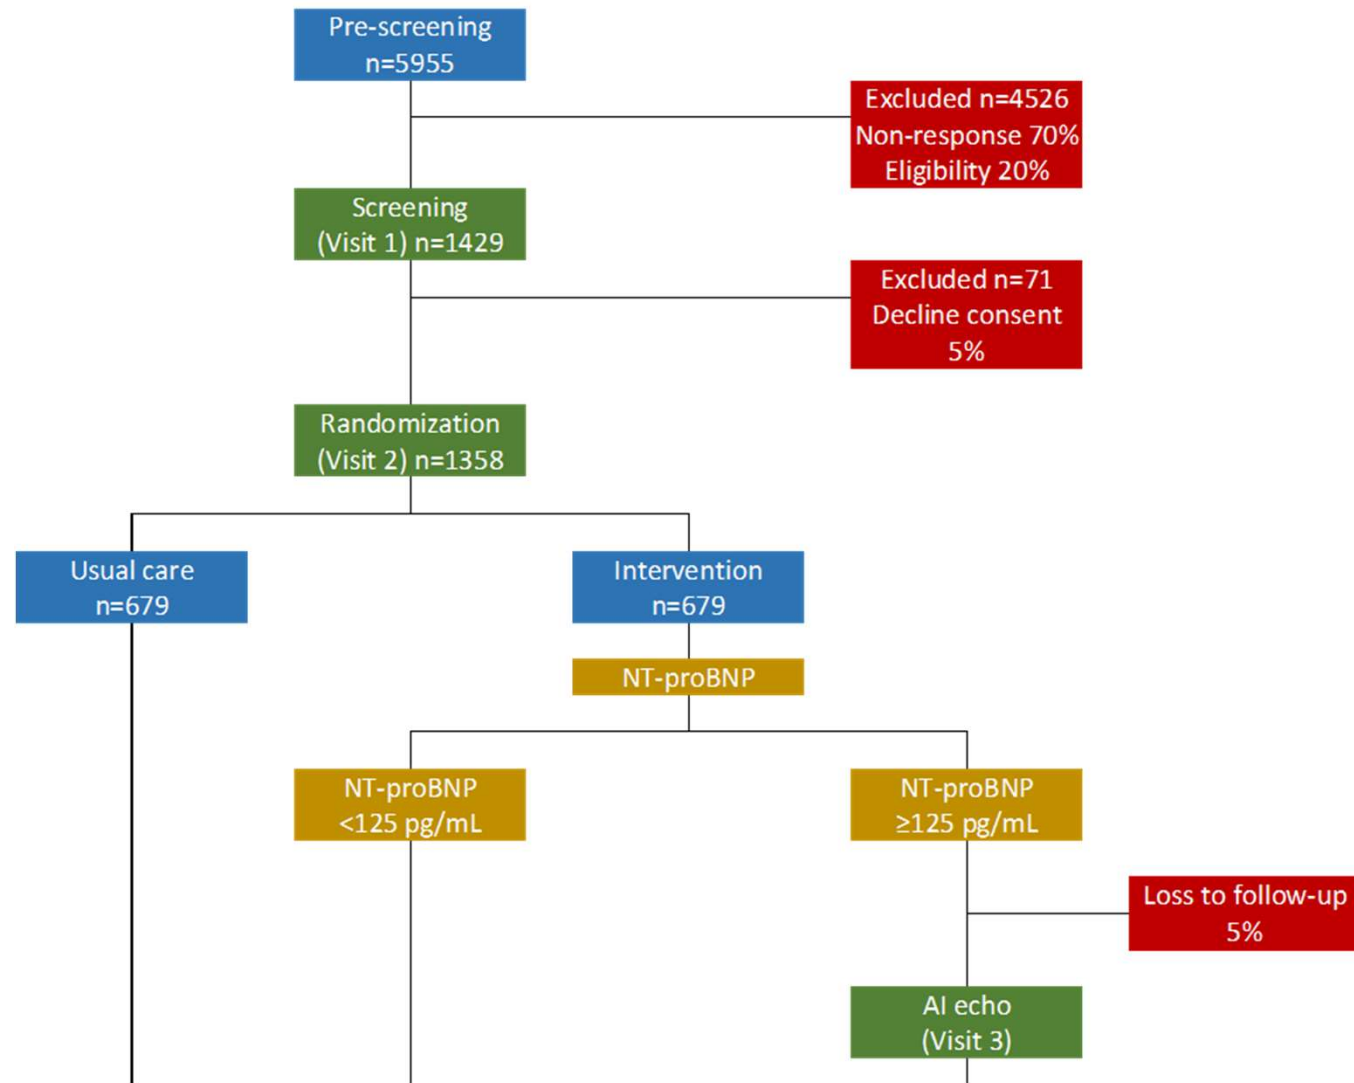 Pre-screening
n=5955
Excluded n=4526
Non-response 70%
Eligibility 20%
Screening
(Visit 1) n=1429
Excluded n=71
Decline consent
5%
Randomization
(Visit 2) n=1358
Usual care
n=679
Intervention
n=679
NT-proBNP
NT-proBNP
<125 pg/mL
NT-proBNP
≥125 pg/mL
Loss to follow-up
5%
AI echo
(Visit 3)